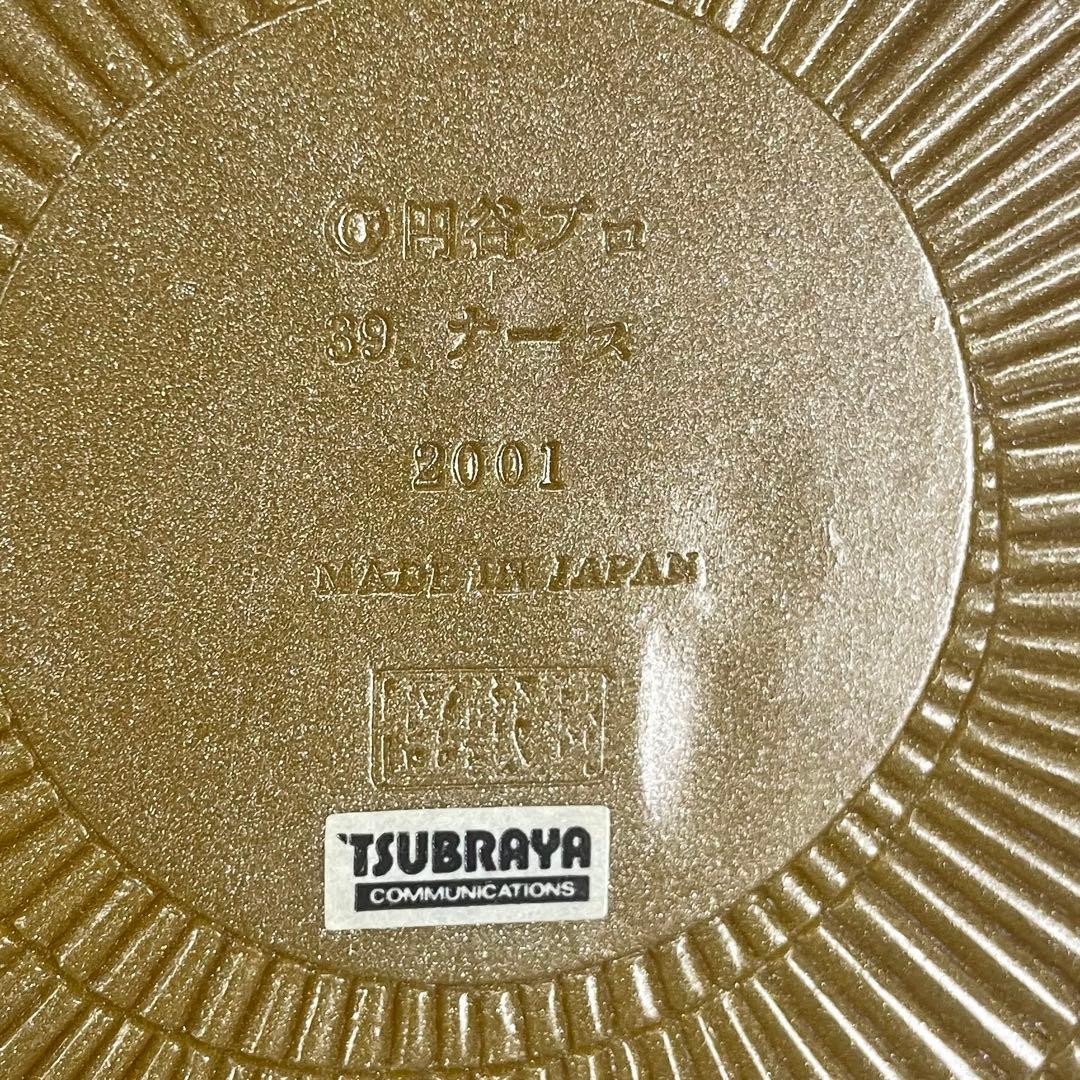 ©円谷プロ
39. ナース
2001
MADE IN JAPAN
TSUBRAYA
COMMUNICATIONS